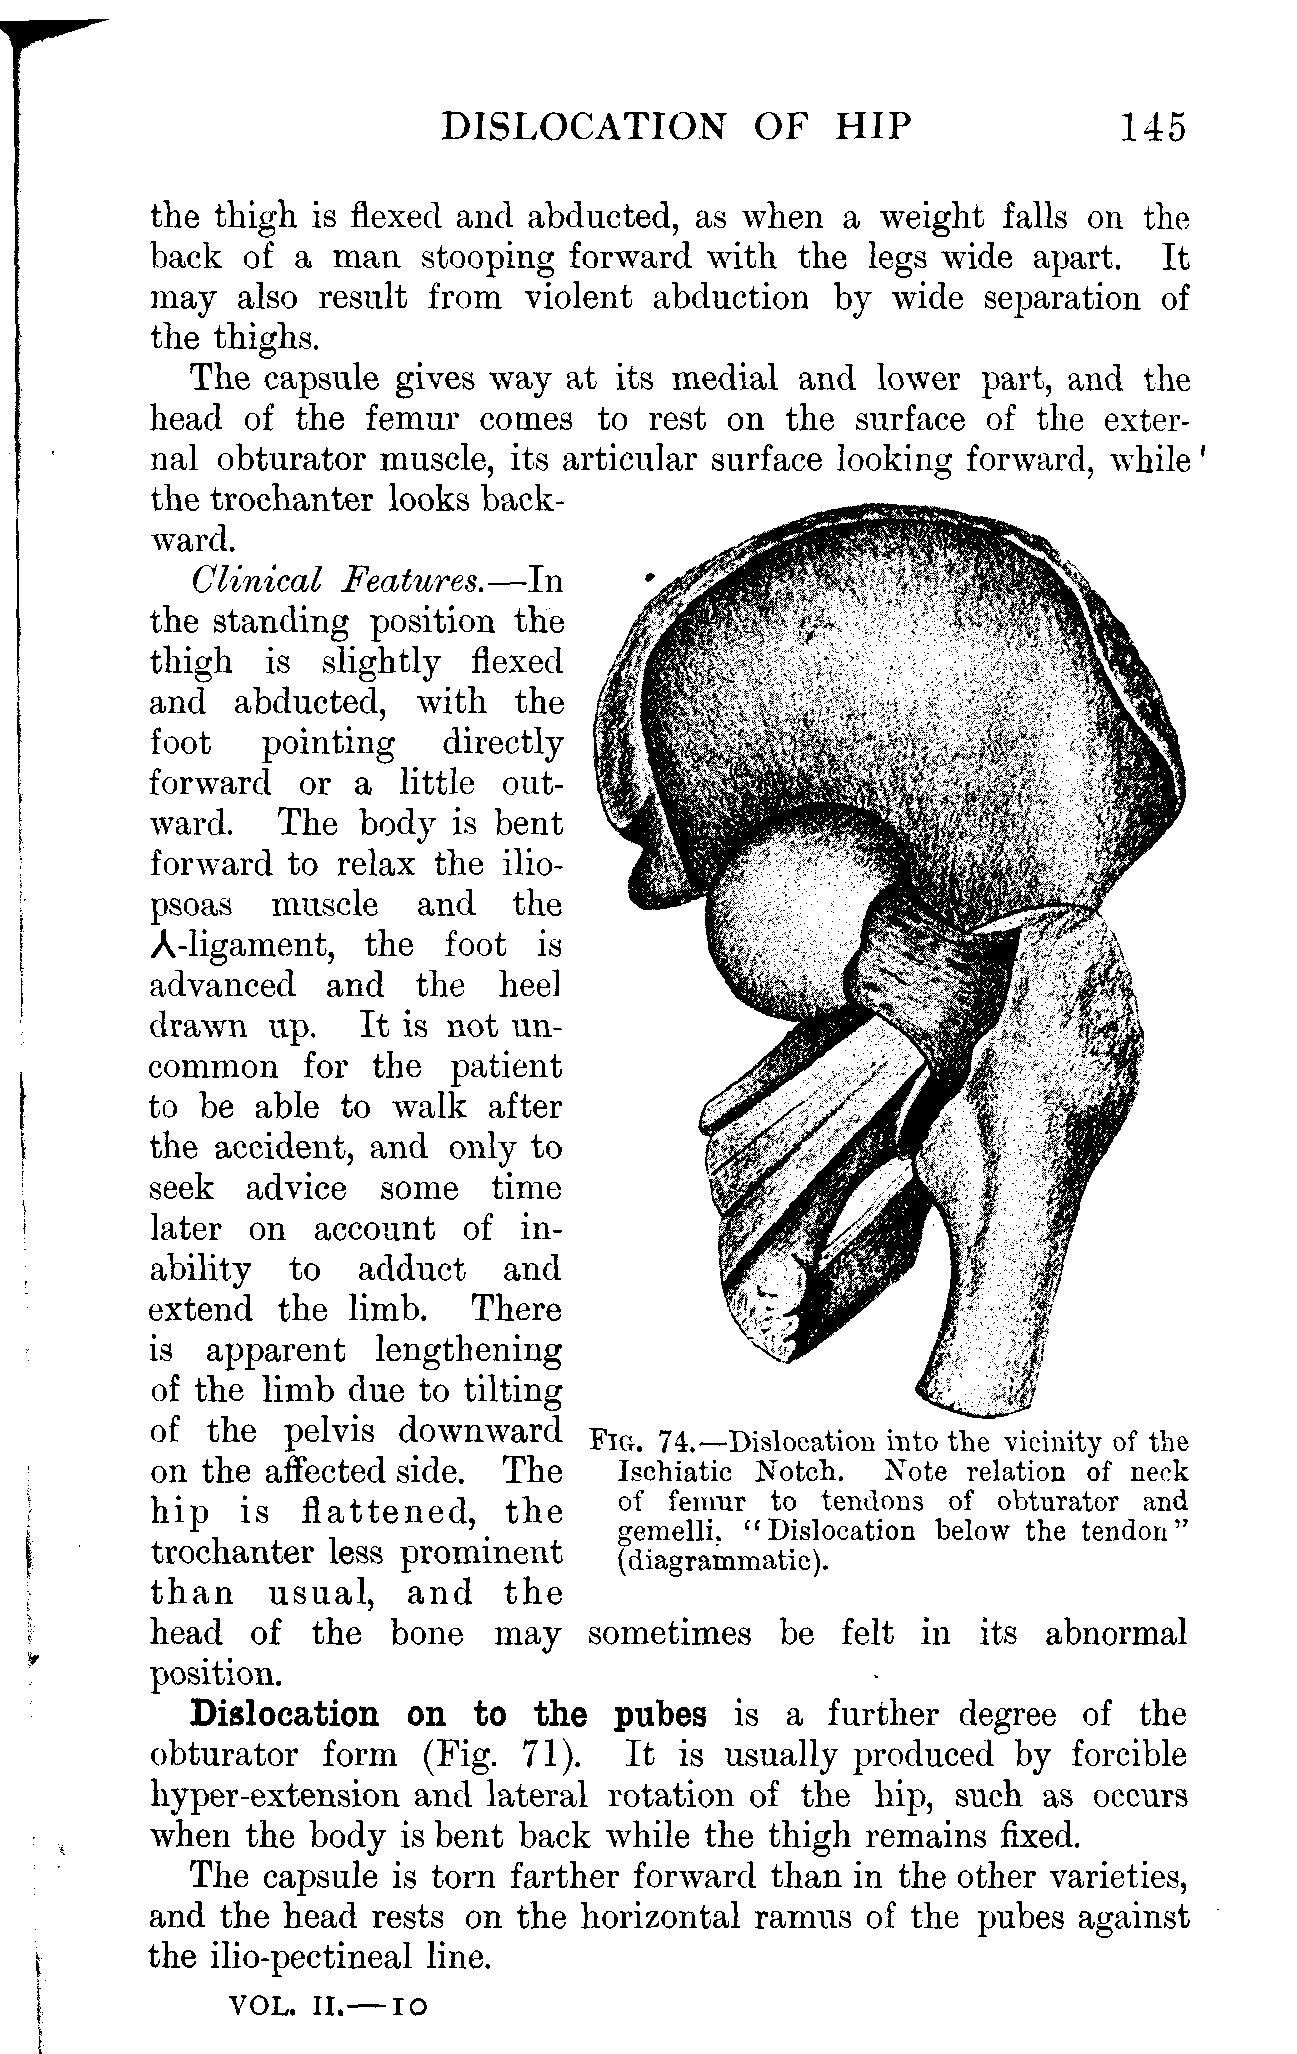 DISLOCATION OF HIP 145
the thigh is flexed and abducted, as when a weight falls on the
back of a man stooping forward with the legs wide apart. It
may also result from violent abduction by wide separation of
the thighs.
The capsule gives way at its medial and lower part, and the
head of the femur comes to rest on the surface of the exter-
nal obturator muscle, its articular surface looking forward, while
the trochanter looks back-
ward.
Clinical Features.—In
the standing position the
thigh is slightly flexed
and abducted, with the
foot pointing directly
forward or a little out-
ward. The body is bent
forward to relax the ilio-
psoas muscle and the
⅄-ligament, the foot is
advanced and the heel
drawn up. It is not un-
common for the patient
to be able to walk after
the accident, and only to
seek advice some time
later on account of in-
ability to adduct and
extend the limb. There
is apparent lengthening
of the limb due to tilting
of the pelvis downward
on the affected side. The
hip is flattened, the
trochanter less prominent
than usual, and the
head of the bone may sometimes be felt in its abnormal
position.
FIG. 74.—Dislocation into the vicinity of the
Ischiatic Notch. Note relation of neck
of femur to tendons of obturator and
gemelli. “Dislocation below the tendon”
(diagrammatic).
Dislocation on to the pubes is a further degree of the
obturator form (Fig. 71). It is usually produced by forcible
hyper-extension and lateral rotation of the hip, such as occurs
when the body is bent back while the thigh remains fixed.
The capsule is torn farther forward than in the other varieties,
and the head rests on the horizontal ramus of the pubes against
the ilio-pectineal line.
VOL. II.—10